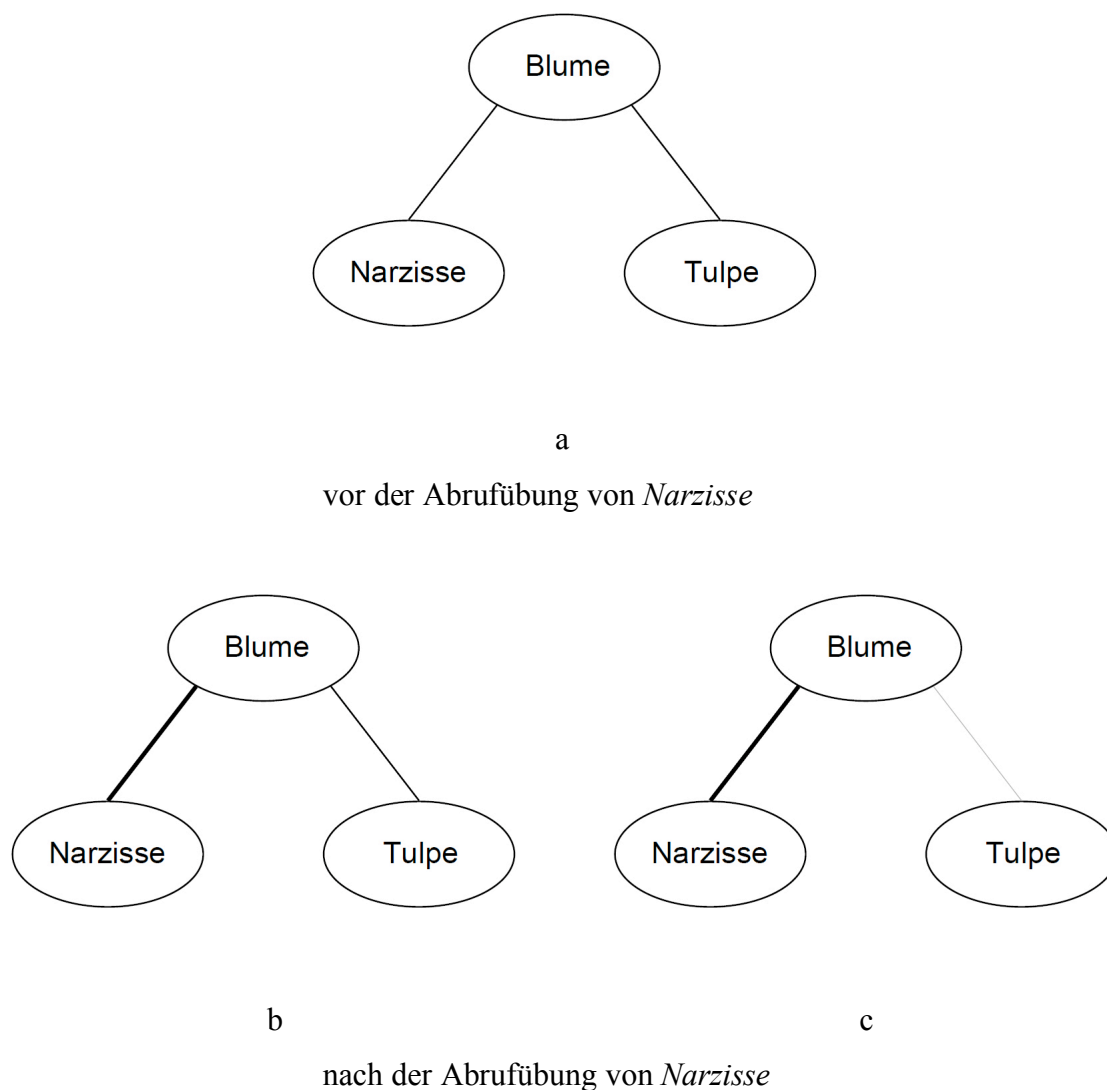 Blume
Narzisse Tulpe
a
vor der Abrufübung von Narzisse
Blume Blume
Narzisse Tulpe Narzisse Tulpe
b c
nach der Abrufübung von Narzisse